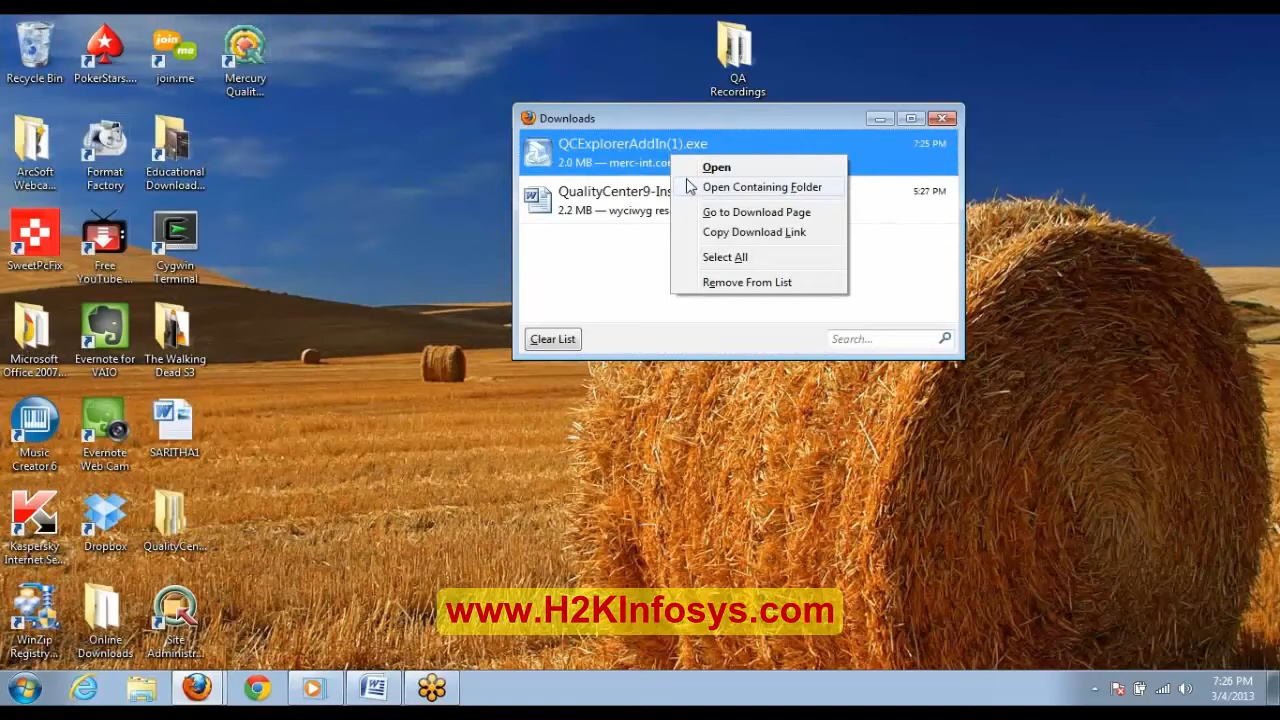 Recycle Bin
PokerStars....
join.me
Mercury
Qualit...
QA
Recordings
ArcSoft
Webca...
Format
Factory
Educational
Download...
SweetPcFix
Free
YouTube ...
Cygwin
Terminal
Microsoft
Office 2007...
Evernote for
VAIO
The Walking
Dead S3
Music
Creator 6
Evernote
Web Cam
SARITHA1
Kaspersky
Internet Se...
Dropbox
QualityCen...
WinZip
Registry...
Online
Downloads
Site
Administr...
join
me
Downloads
QCExplorerAddIn(1).exe
7:25 PM
2.0 MB — merc-int.co
QualityCenter9-Ins
5:27 PM
2.2 MB — wyciwyg res
Open
Open Containing Folder
Go to Download Page
Copy Download Link
Select All
Remove From List
Clear List
Search...
www.H2KInfosys.com
7:26 PM
3/4/2013